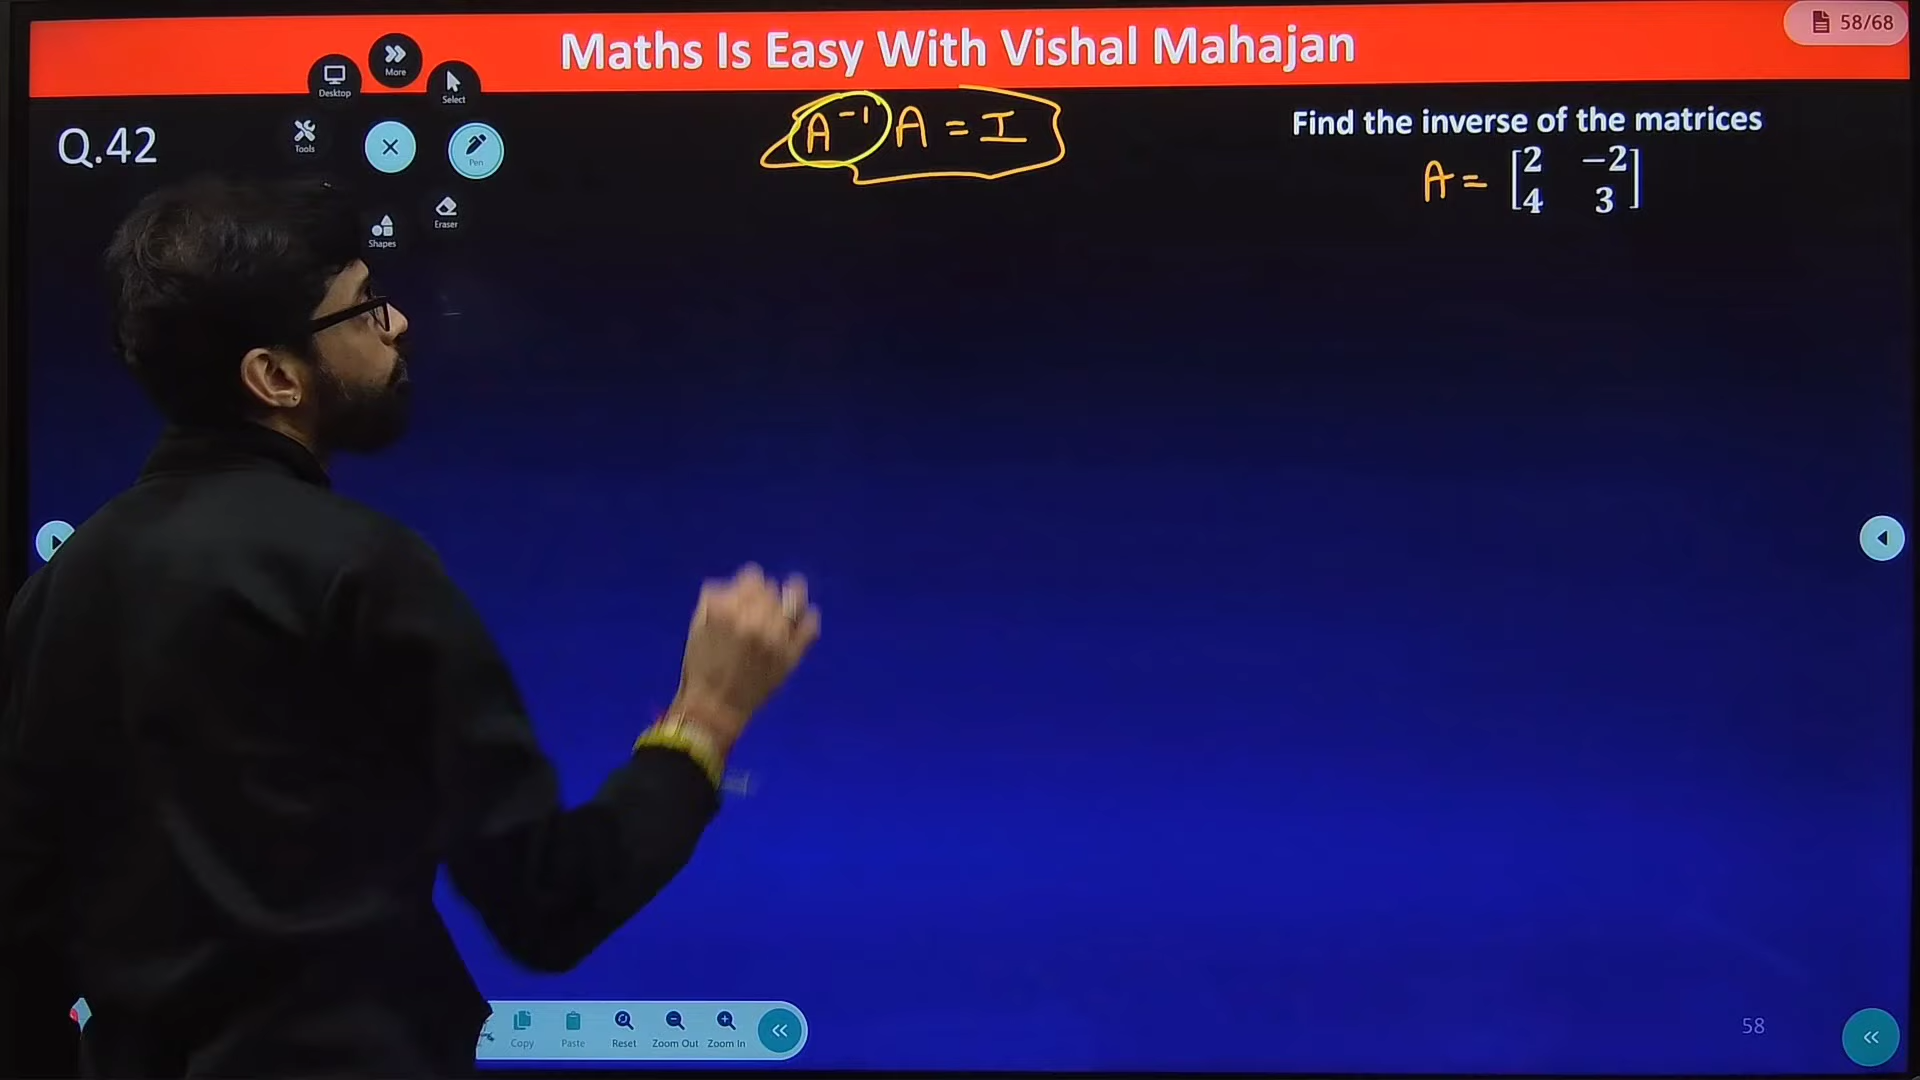 Maths Is Easy With Vishal Mahajan
58/68
More
Desktop
Select
Q.42
Tools
Pen
Shapes
Eraser
A⁻¹ A = I
Find the inverse of the matrices
A = [2 −2
4 3]
Copy
Paste
Reset
Zoom Out
Zoom In
58